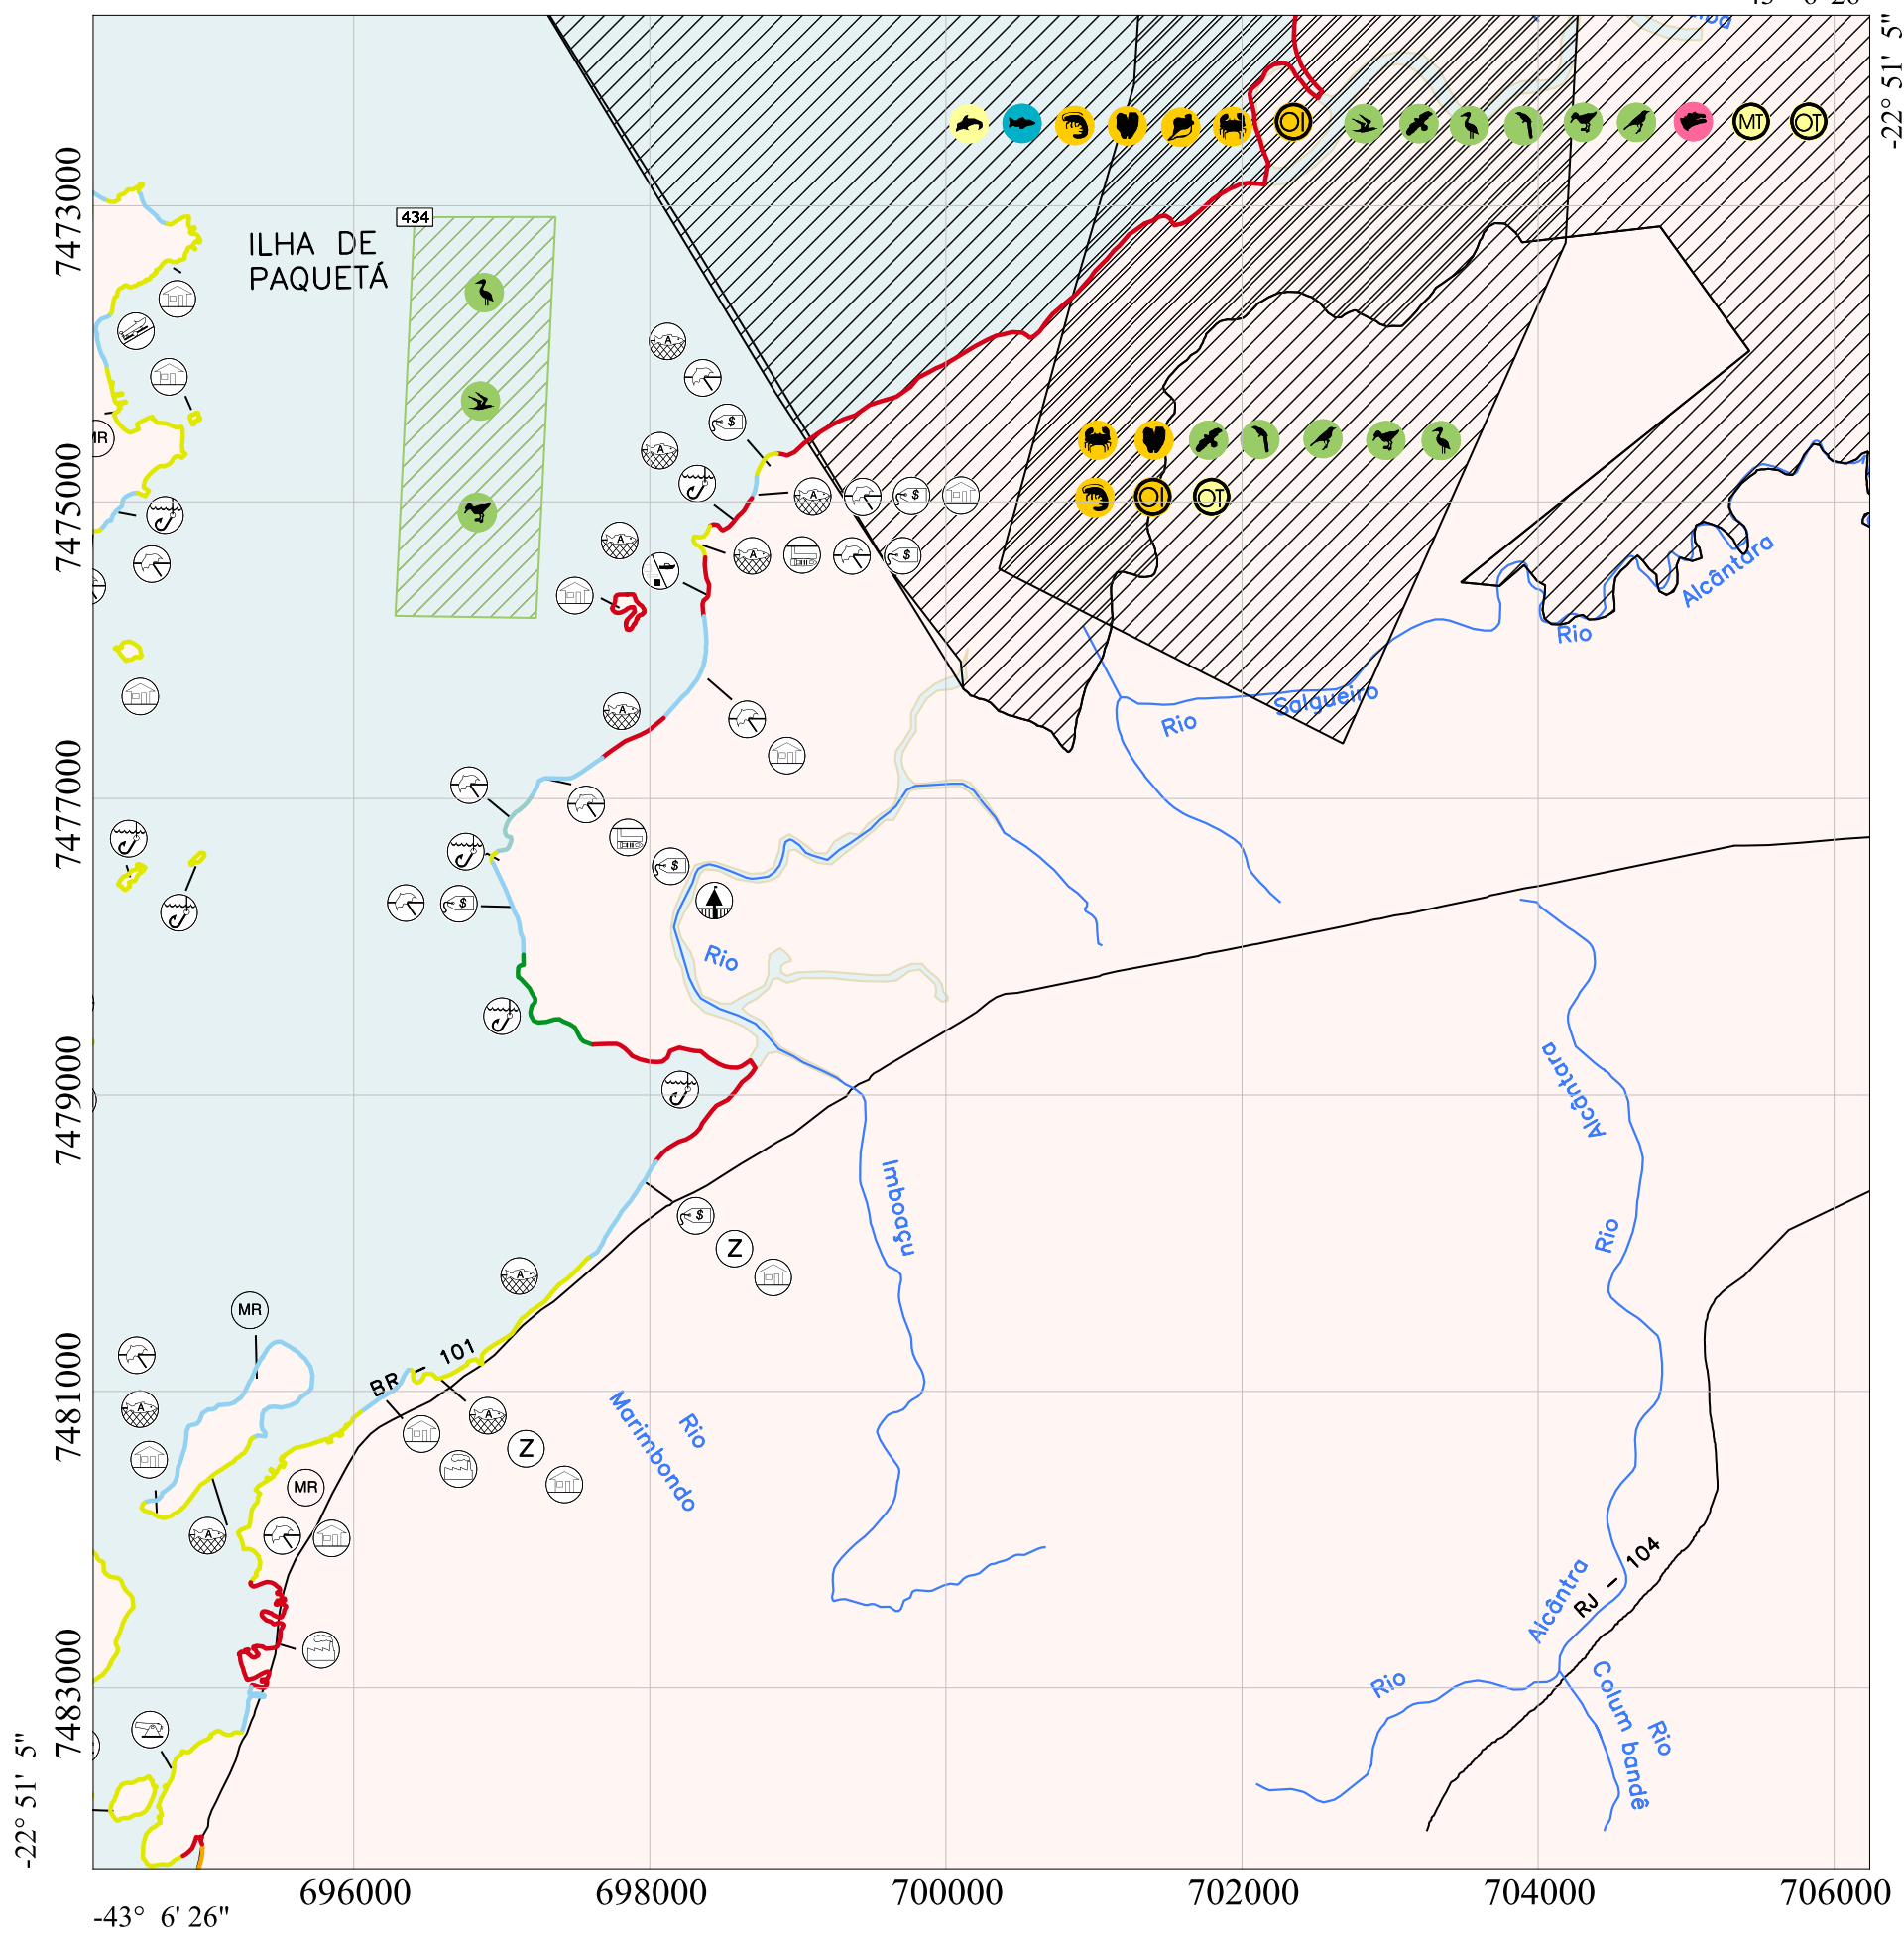 -22° 51' 5"
434
ILHA DE
PAQUETÁ
MT
OT
OI
OI
OT
A
$
A
A $
A
A $
A
$
$
MR
7473000
7475000
7477000
7479000
7481000
7483000
Alcântara
Rio
Salgueiro
Rio
Rio
Alcântara
Rio
Imboaçu
$
Z
A
MR
BR – 101
A
A
Z
MR
A
Rio
Marimbondo
RJ – 104
Alcântra
Rio
Rio
Colum bandê
-22° 51' 5"
696000
698000
700000
702000
704000
706000
-43° 6' 26"